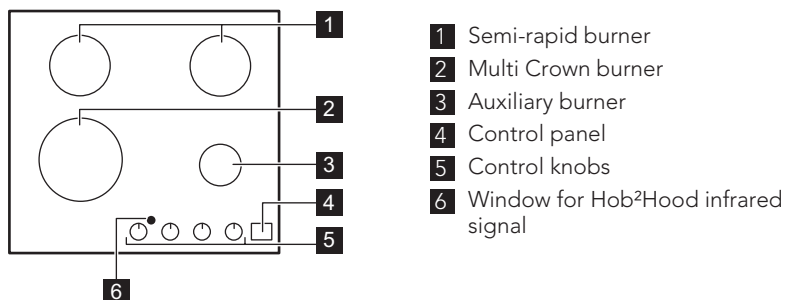 1
2
3
4
5
6
1 Semi-rapid burner
2 Multi Crown burner
3 Auxiliary burner
4 Control panel
5 Control knobs
6 Window for Hob²Hood infrared
signal